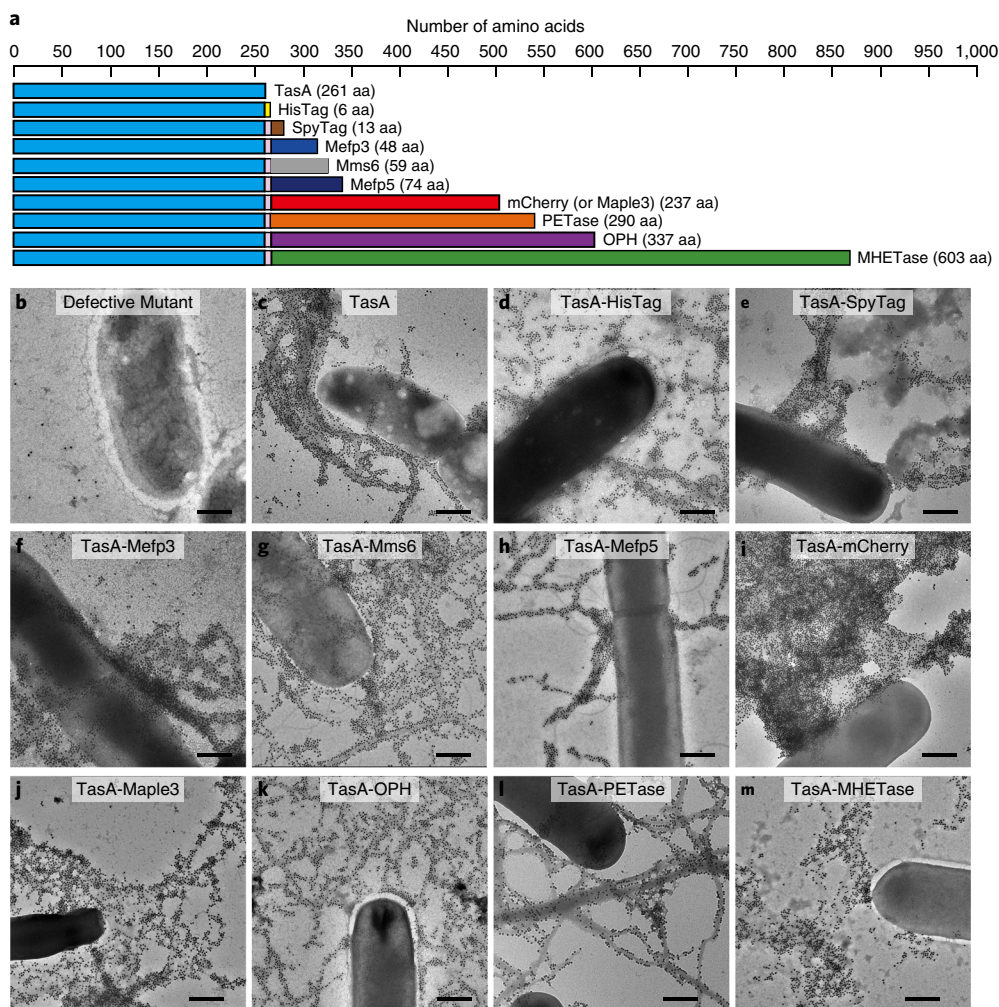 a
Number of amino acids
0 50 100 150 200 250 300 350 400 450 500 550 600 650 700 750 800 850 900 950 1,000
TasA (261 aa)
HisTag (6 aa)
SpyTag (13 aa)
Mefp3 (48 aa)
Mms6 (59 aa)
Mefp5 (74 aa)
mCherry (or Maple3) (237 aa)
PETase (290 aa)
OPH (337 aa)
MHETase (603 aa)
b Defective Mutant
c TasA
d TasA-HisTag
e TasA-SpyTag
f TasA-Mefp3
g TasA-Mms6
h TasA-Mefp5
i TasA-mCherry
j TasA-Maple3
k TasA-OPH
l TasA-PETase
m TasA-MHETase